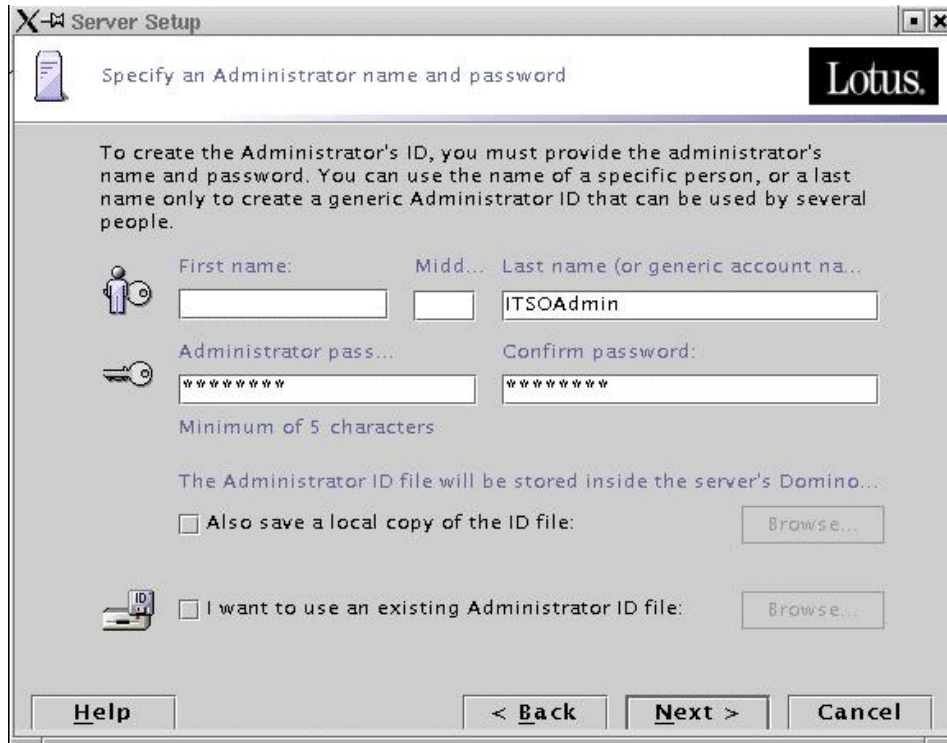 Server Setup
Specify an Administrator name and password
Lotus.
To create the Administrator's ID, you must provide the administrator's
name and password. You can use the name of a specific person, or a last
name only to create a generic Administrator ID that can be used by several
people.
First name: Midd... Last name (or generic account na...
ITSOAdmin
Administrator pass... Confirm password:
******** ********
Minimum of 5 characters
The Administrator ID file will be stored inside the server's Domino...
Also save a local copy of the ID file: Browse...
ID
I want to use an existing Administrator ID file: Browse...
Help < Back Next > Cancel